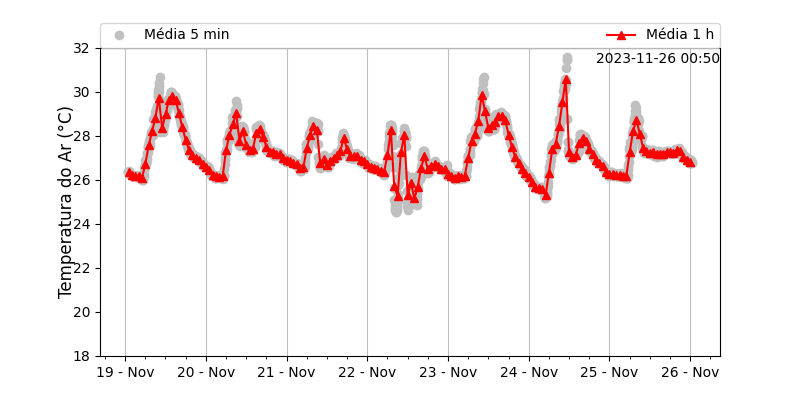 Média 5 min
Média 1 h
2023-11-26 00:50
Temperatura do Ar (°C)
32
30
28
26
24
22
20
18
19 - Nov
20 - Nov
21 - Nov
22 - Nov
23 - Nov
24 - Nov
25 - Nov
26 - Nov